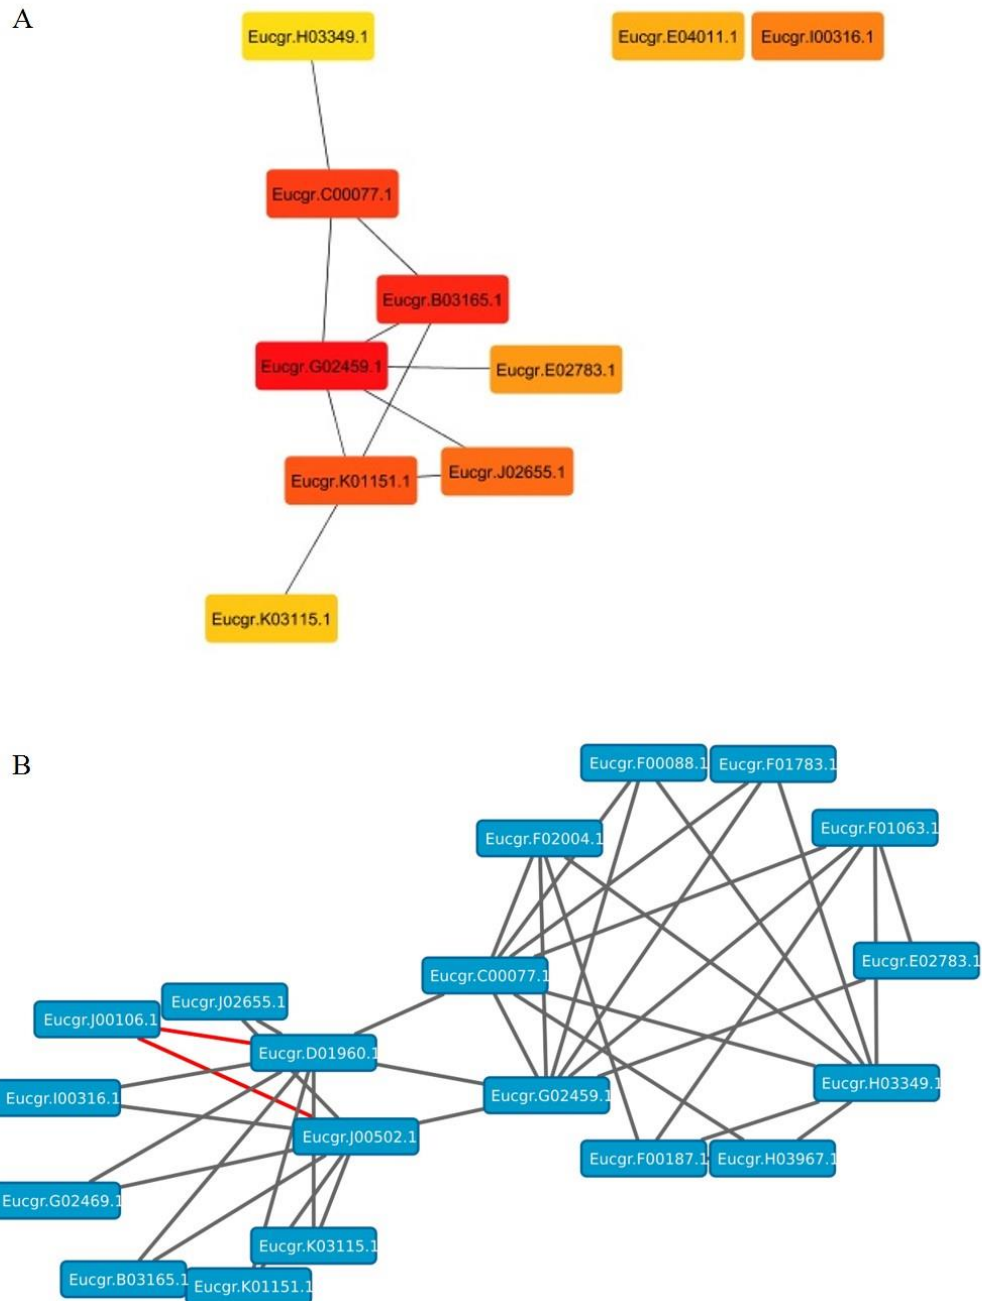 A
Eucgr.H03349.1
Eucgr.E04011.1
Eucgr.I00316.1
Eucgr.C00077.1
Eucgr.B03165.1
Eucgr.G02459.1
Eucgr.E02783.1
Eucgr.J02655.1
Eucgr.K01151.1
Eucgr.K03115.1
B
Eucgr.F00088.1
Eucgr.F01783.1
Eucgr.F02004.1
Eucgr.F01063.1
Eucgr.C00077.1
Eucgr.E02783.1
Eucgr.J02655.1
Eucgr.J00106.1
Eucgr.D01960.1
Eucgr.I00316.1
Eucgr.G02459.1
Eucgr.H03349.1
Eucgr.J00502.1
Eucgr.F00187.1
Eucgr.H03967.1
Eucgr.G02469.1
Eucgr.K03115.1
Eucgr.B03165.1
Eucgr.K01151.1